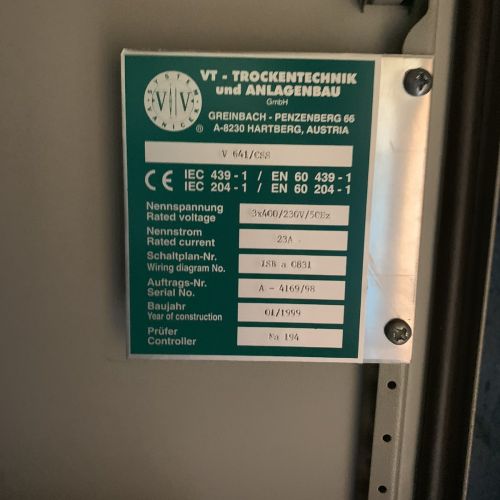 VT - TROCKENTECHNIK
und ANLAGENBAU
GmbH
GREINBACH - PENZENBERG 66
A-8230 HARTBERG, AUSTRIA
VV
®
V 641/CSS
CE IEC 439-1 / EN 60 439-1
IEC 204-1 / EN 60 204-1
Nennspannung
Rated voltage
3x400/230V/50Hz
Nennstrom
Rated current
23A
Schaltplan-Nr.
Wiring diagram No.
a 0831
Auftrags-Nr.
Serial No.
A - 4169/98
Baujahr
Year of construction
01/1999
Prüfer
Controller
Na 194